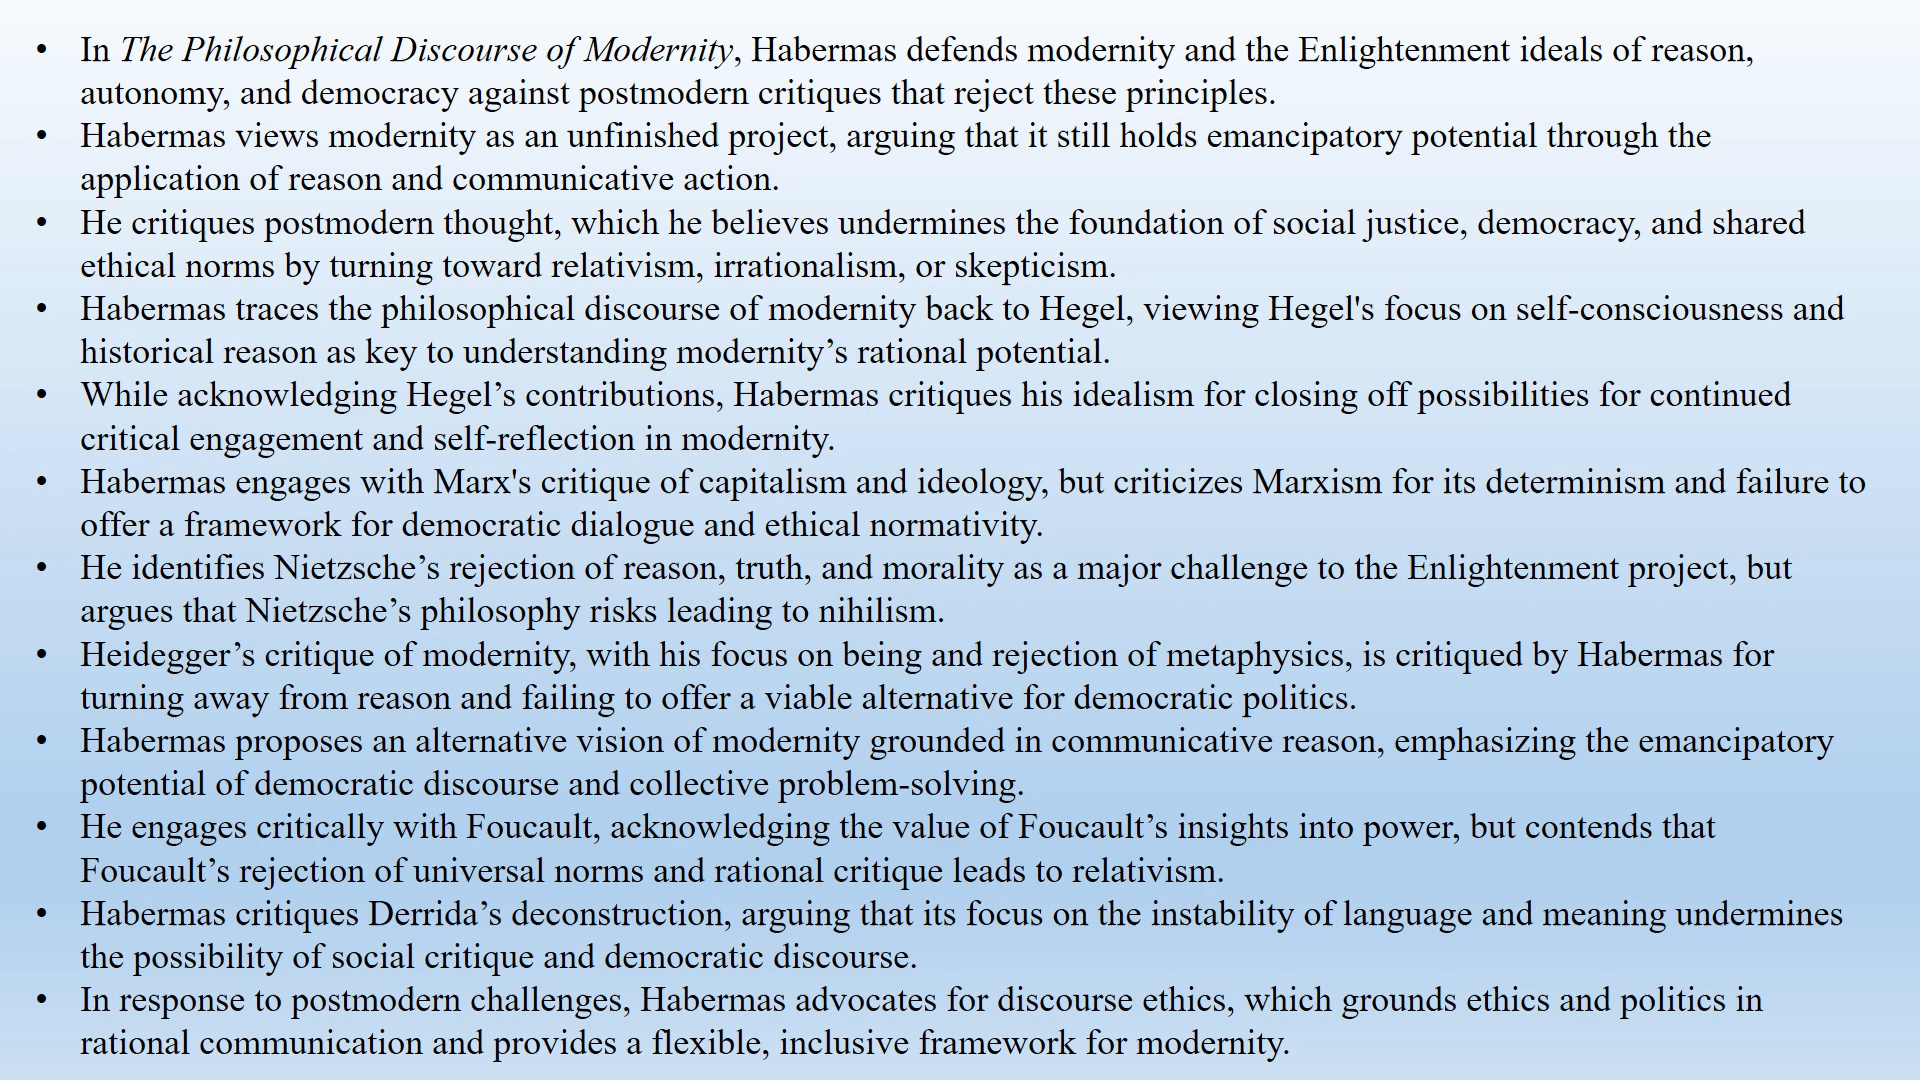 • In The Philosophical Discourse of Modernity, Habermas defends modernity and the Enlightenment ideals of reason,
autonomy, and democracy against postmodern critiques that reject these principles.
• Habermas views modernity as an unfinished project, arguing that it still holds emancipatory potential through the
application of reason and communicative action.
• He critiques postmodern thought, which he believes undermines the foundation of social justice, democracy, and shared
ethical norms by turning toward relativism, irrationalism, or skepticism.
• Habermas traces the philosophical discourse of modernity back to Hegel, viewing Hegel's focus on self-consciousness and
historical reason as key to understanding modernity’s rational potential.
• While acknowledging Hegel’s contributions, Habermas critiques his idealism for closing off possibilities for continued
critical engagement and self-reflection in modernity.
• Habermas engages with Marx's critique of capitalism and ideology, but criticizes Marxism for its determinism and failure to
offer a framework for democratic dialogue and ethical normativity.
• He identifies Nietzsche’s rejection of reason, truth, and morality as a major challenge to the Enlightenment project, but
argues that Nietzsche’s philosophy risks leading to nihilism.
• Heidegger’s critique of modernity, with his focus on being and rejection of metaphysics, is critiqued by Habermas for
turning away from reason and failing to offer a viable alternative for democratic politics.
• Habermas proposes an alternative vision of modernity grounded in communicative reason, emphasizing the emancipatory
potential of democratic discourse and collective problem-solving.
• He engages critically with Foucault, acknowledging the value of Foucault’s insights into power, but contends that
Foucault’s rejection of universal norms and rational critique leads to relativism.
• Habermas critiques Derrida’s deconstruction, arguing that its focus on the instability of language and meaning undermines
the possibility of social critique and democratic discourse.
• In response to postmodern challenges, Habermas advocates for discourse ethics, which grounds ethics and politics in
rational communication and provides a flexible, inclusive framework for modernity.